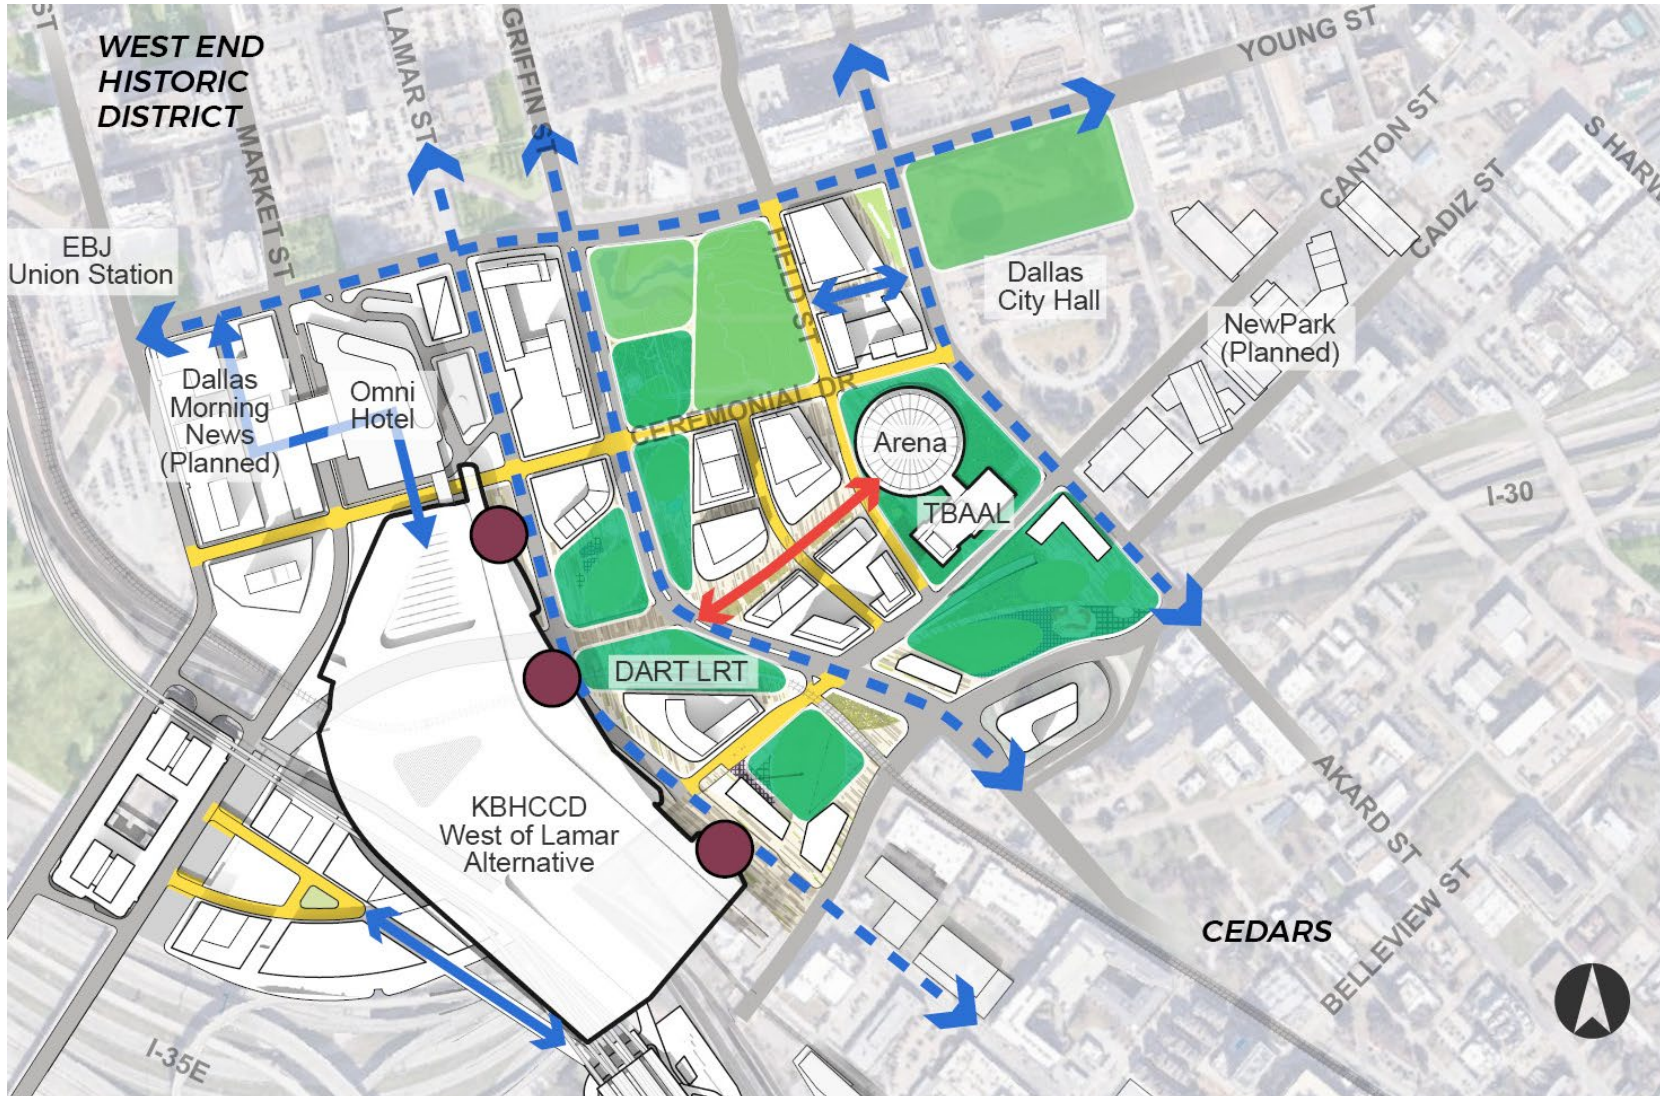 ST
WEST END
HISTORIC
DISTRICT
LAMAR ST
GRIFFIN ST
YOUNG ST
MARKET ST
CANTON ST
CADIZ ST
EBJ
Union Station
FIELD ST
Dallas
City Hall
NewPark
(Planned)
Dallas
Morning
News
(Planned)
Omni
Hotel
CEREMONIAL DR
Arena
TBAAL
I-30
DART LRT
KBHCCD
West of Lamar
Alternative
AKARD ST
BELLEVIEW ST
CEDARS
I-35E